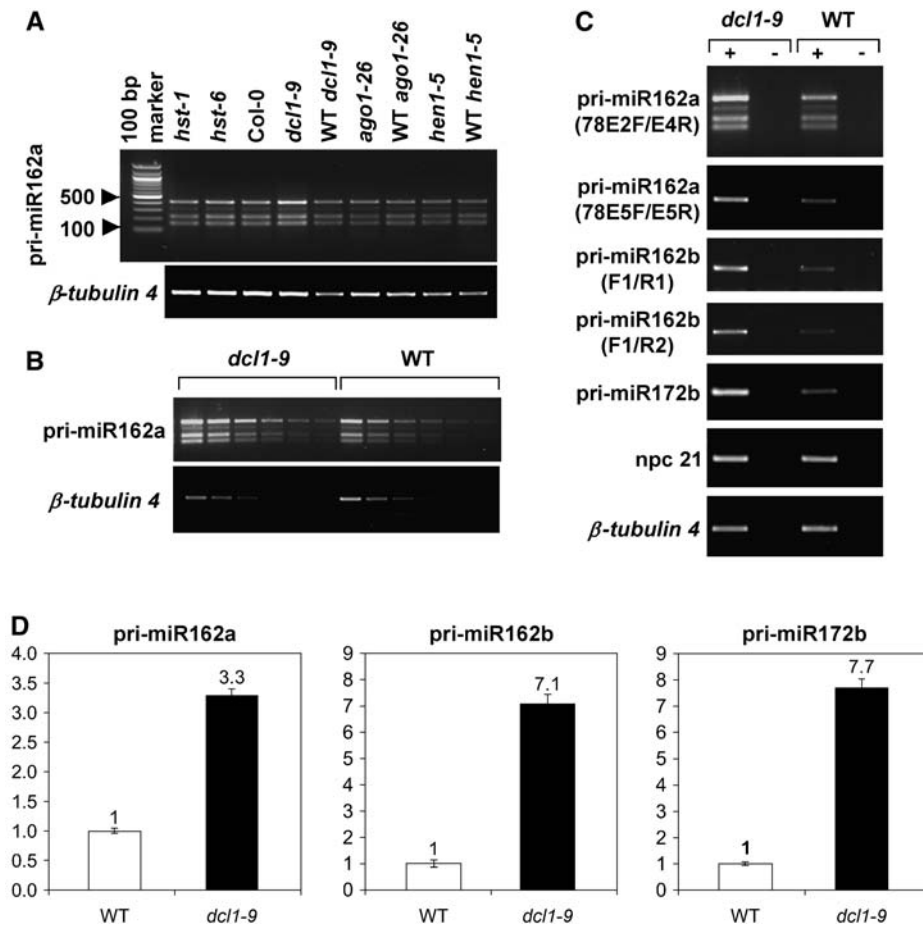 A
100 bp
marker
hst-1
hst-6
Col-0
dcl1-9
WT dcl1-9
ago1-26
WT ago1-26
hen1-5
WT hen1-5
pri-miR162a
500
100
β-tubulin 4
B
dcl1-9 WT
pri-miR162a
β-tubulin 4
C
dcl1-9 WT
+ - + -
pri-miR162a
(78E2F/E4R)
pri-miR162a
(78E5F/E5R)
pri-miR162b
(F1/R1)
pri-miR162b
(F1/R2)
pri-miR172b
npc 21
β-tubulin 4
D
pri-miR162a
4.0
3.5
3.0
2.5
2.0
1.5
1.0
0.5
0.0
1
3.3
WT dcl1-9
pri-miR162b
9
8
7
6
5
4
3
2
1
0
1
7.1
WT dcl1-9
pri-miR172b
9
8
7
6
5
4
3
2
1
0
1
7.7
WT dcl1-9